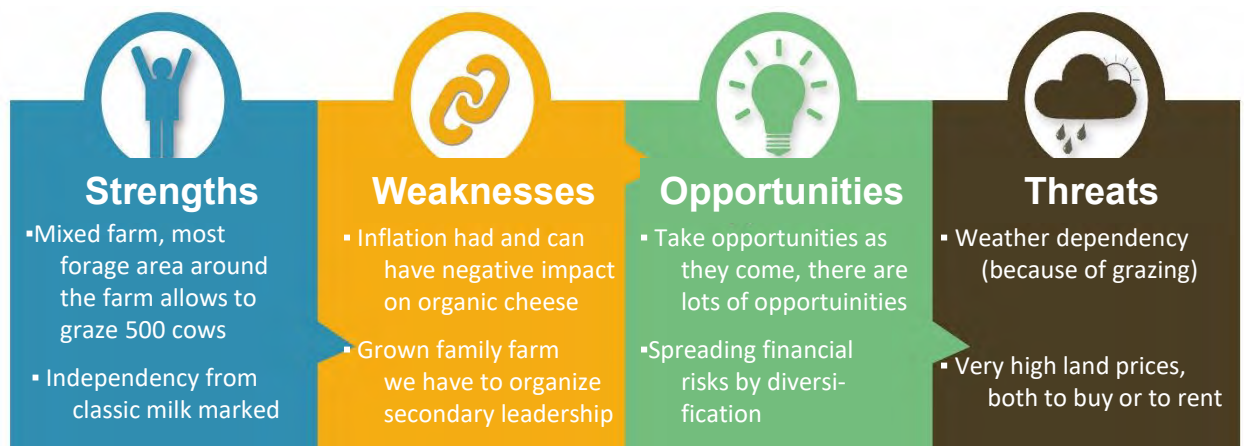 Strengths
▪Mixed farm, most
forage area around
the farm allows to
graze 500 cows
▪ Independency from
classic milk marked
Weaknesses
▪ Inflation had and can
have negative impact
on organic cheese
▪ Grown family farm
we have to organize
secondary leadership
Opportunities
▪ Take opportunities as
they come, there are
lots of opportuinities
▪Spreading financial
risks by diversi-
fication
Threats
▪ Weather dependency
(because of grazing)
▪ Very high land prices,
both to buy or to rent